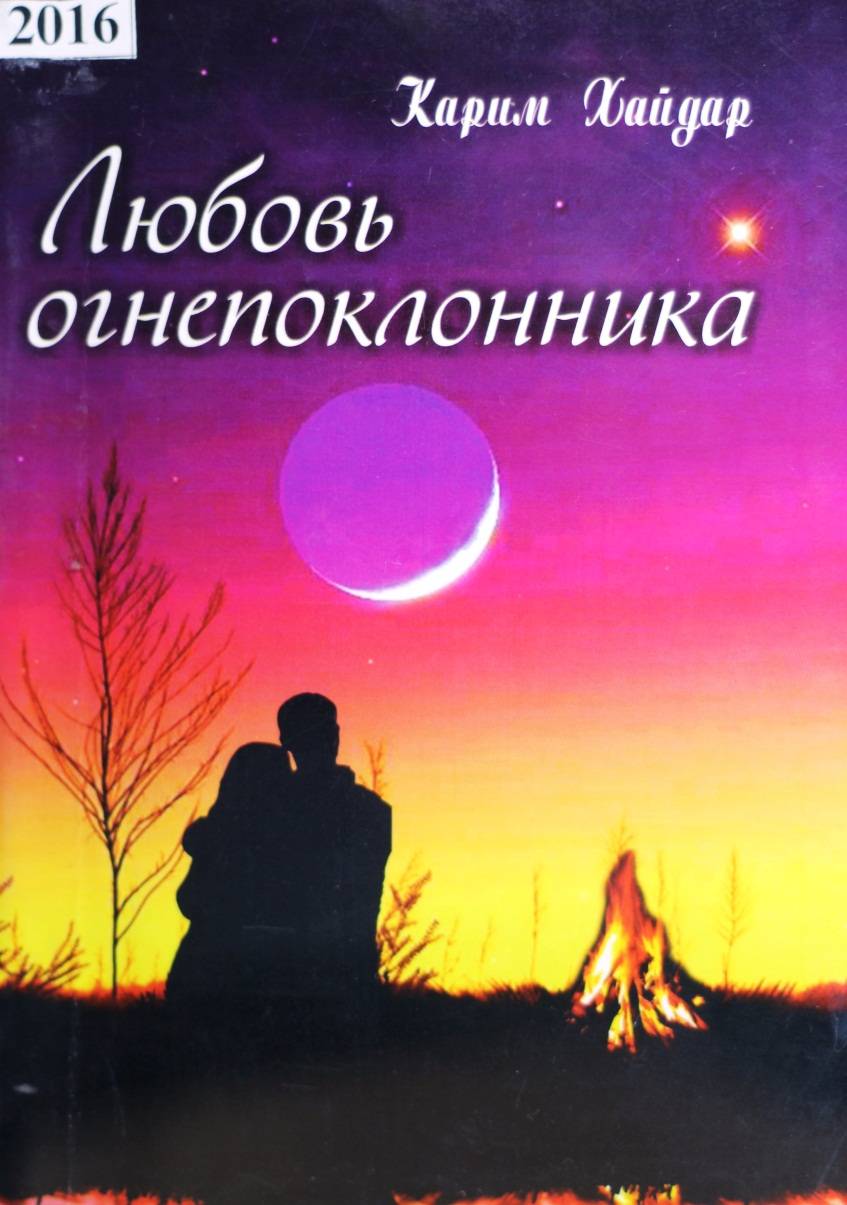 2016
Карим Хайдар
Любовь
огнепоклонника